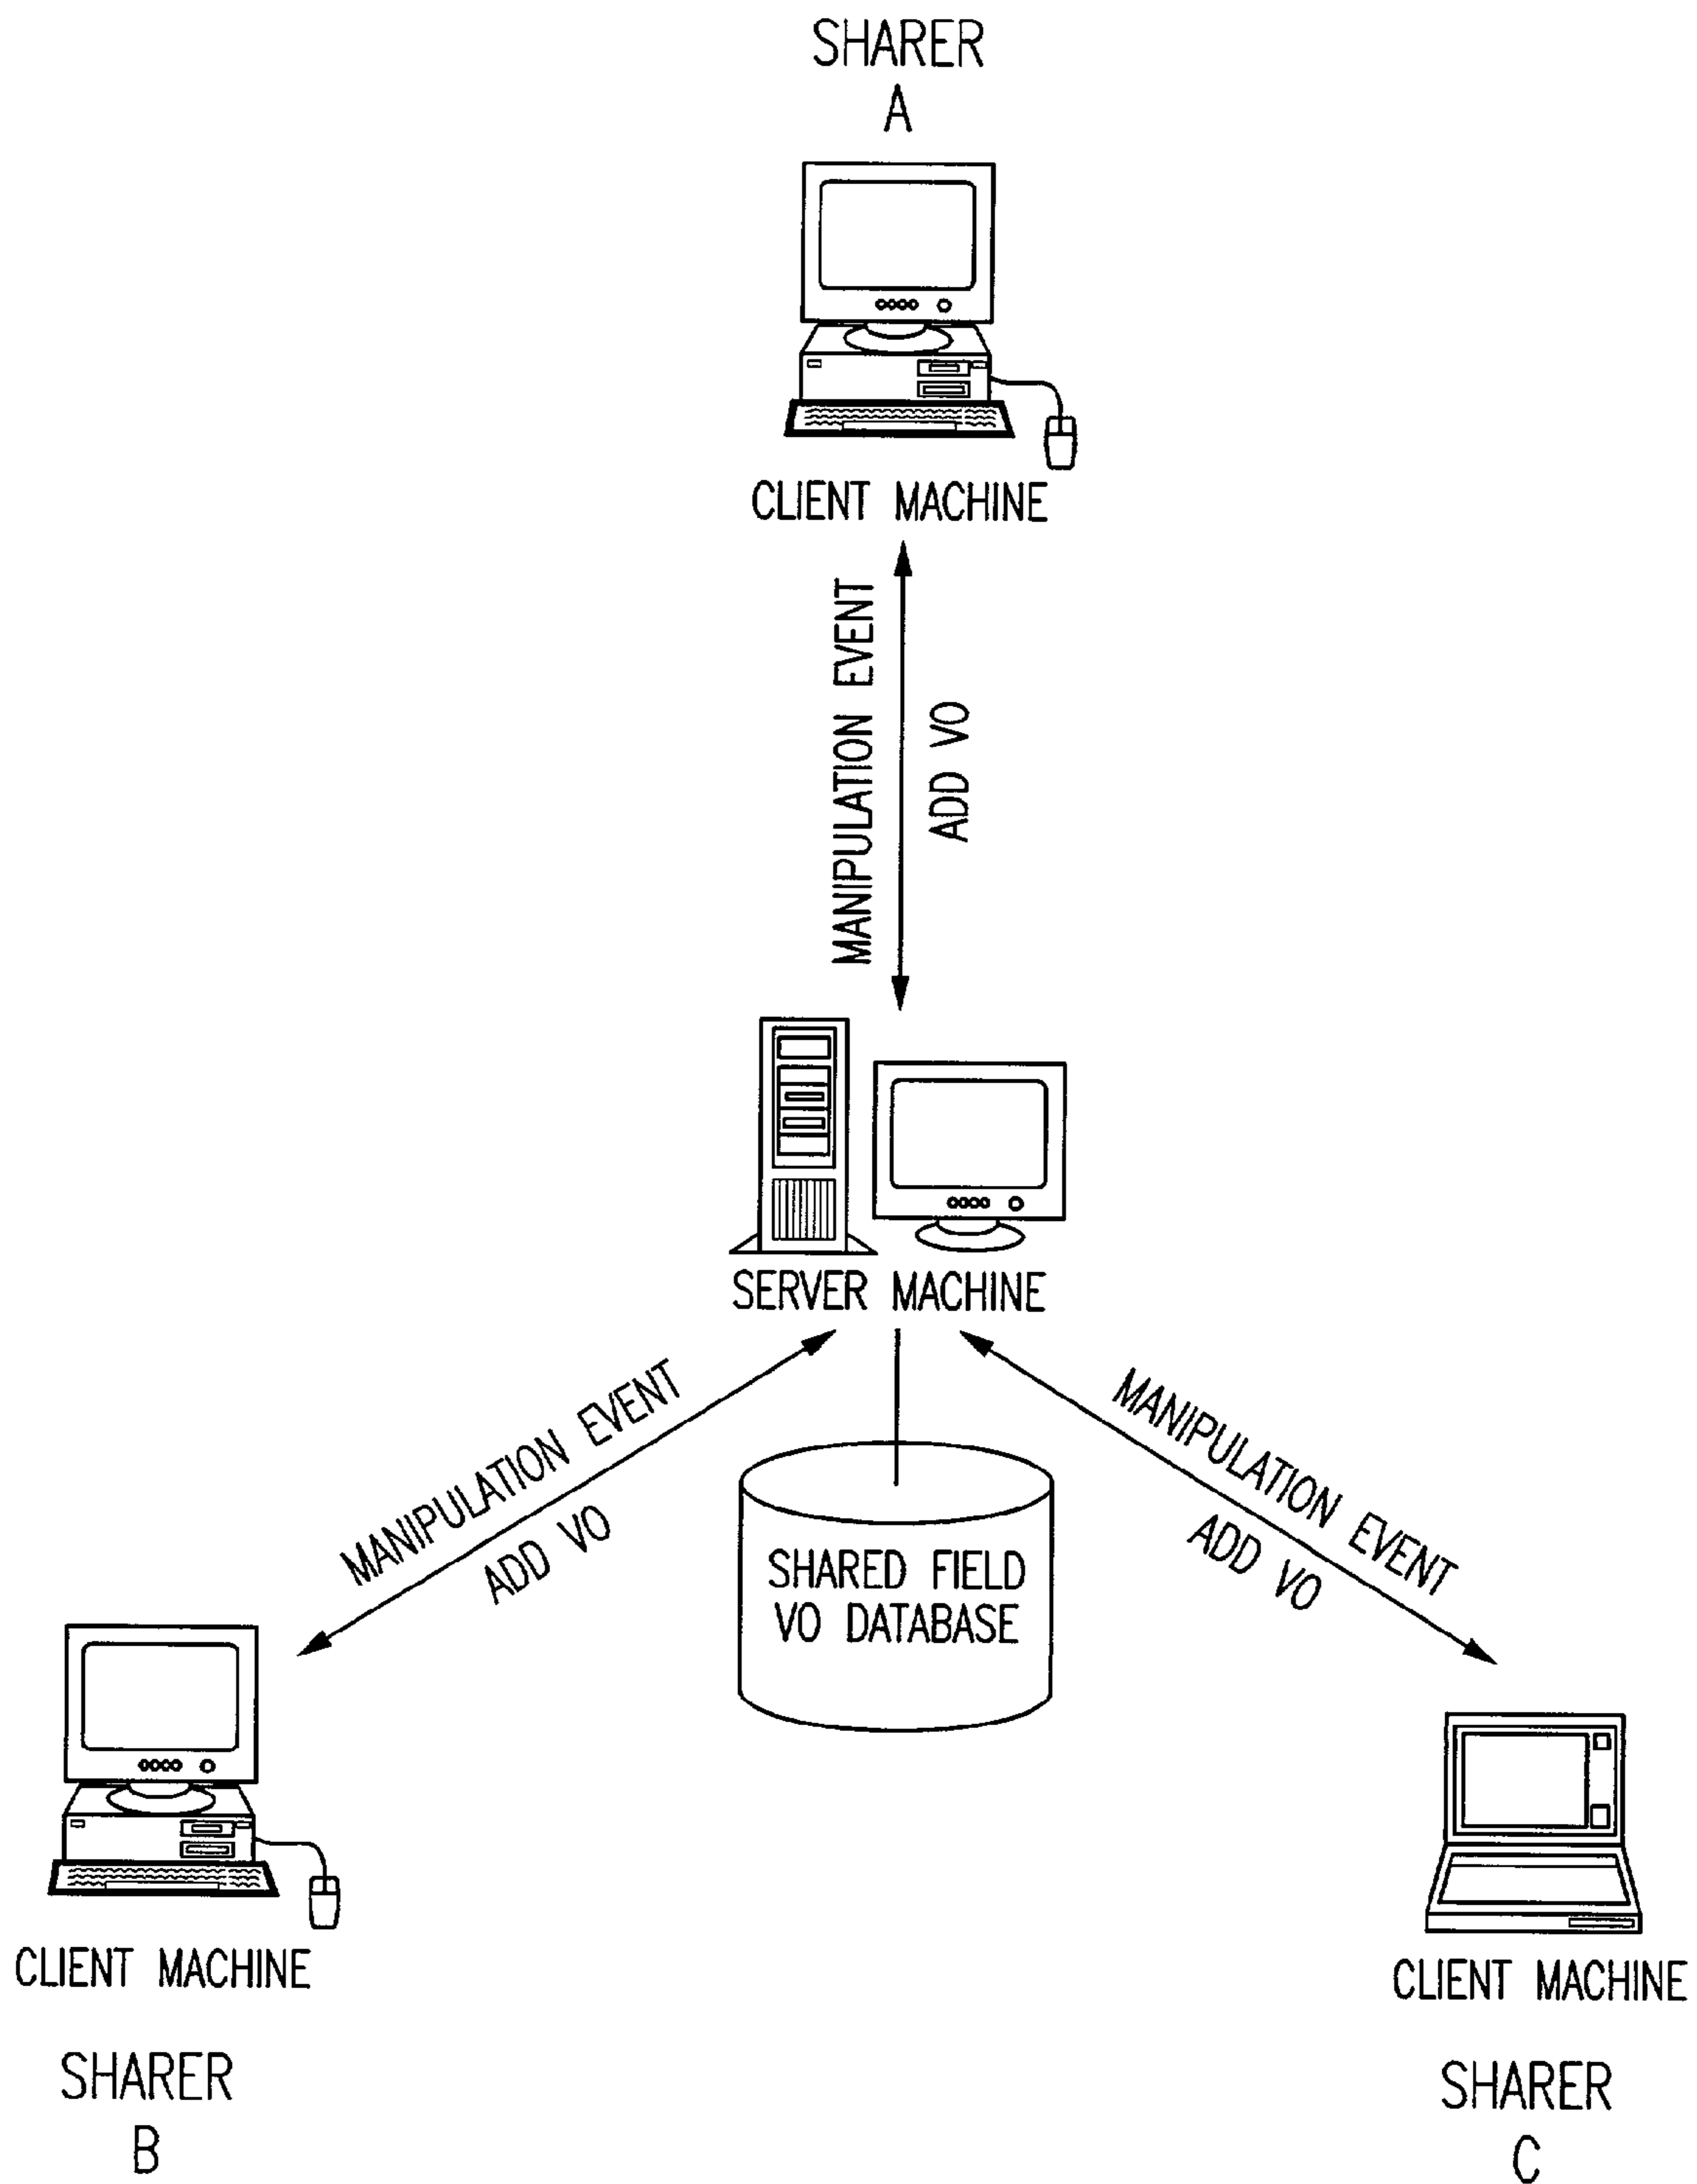 SHARER
A
CLIENT MACHINE
MANIPULATION EVENT
ADD VO
SERVER MACHINE
MANIPULATION EVENT
ADD VO
MANIPULATION EVENT
ADD VO
SHARED FIELD
VO DATABASE
CLIENT MACHINE
SHARER
B
CLIENT MACHINE
SHARER
C